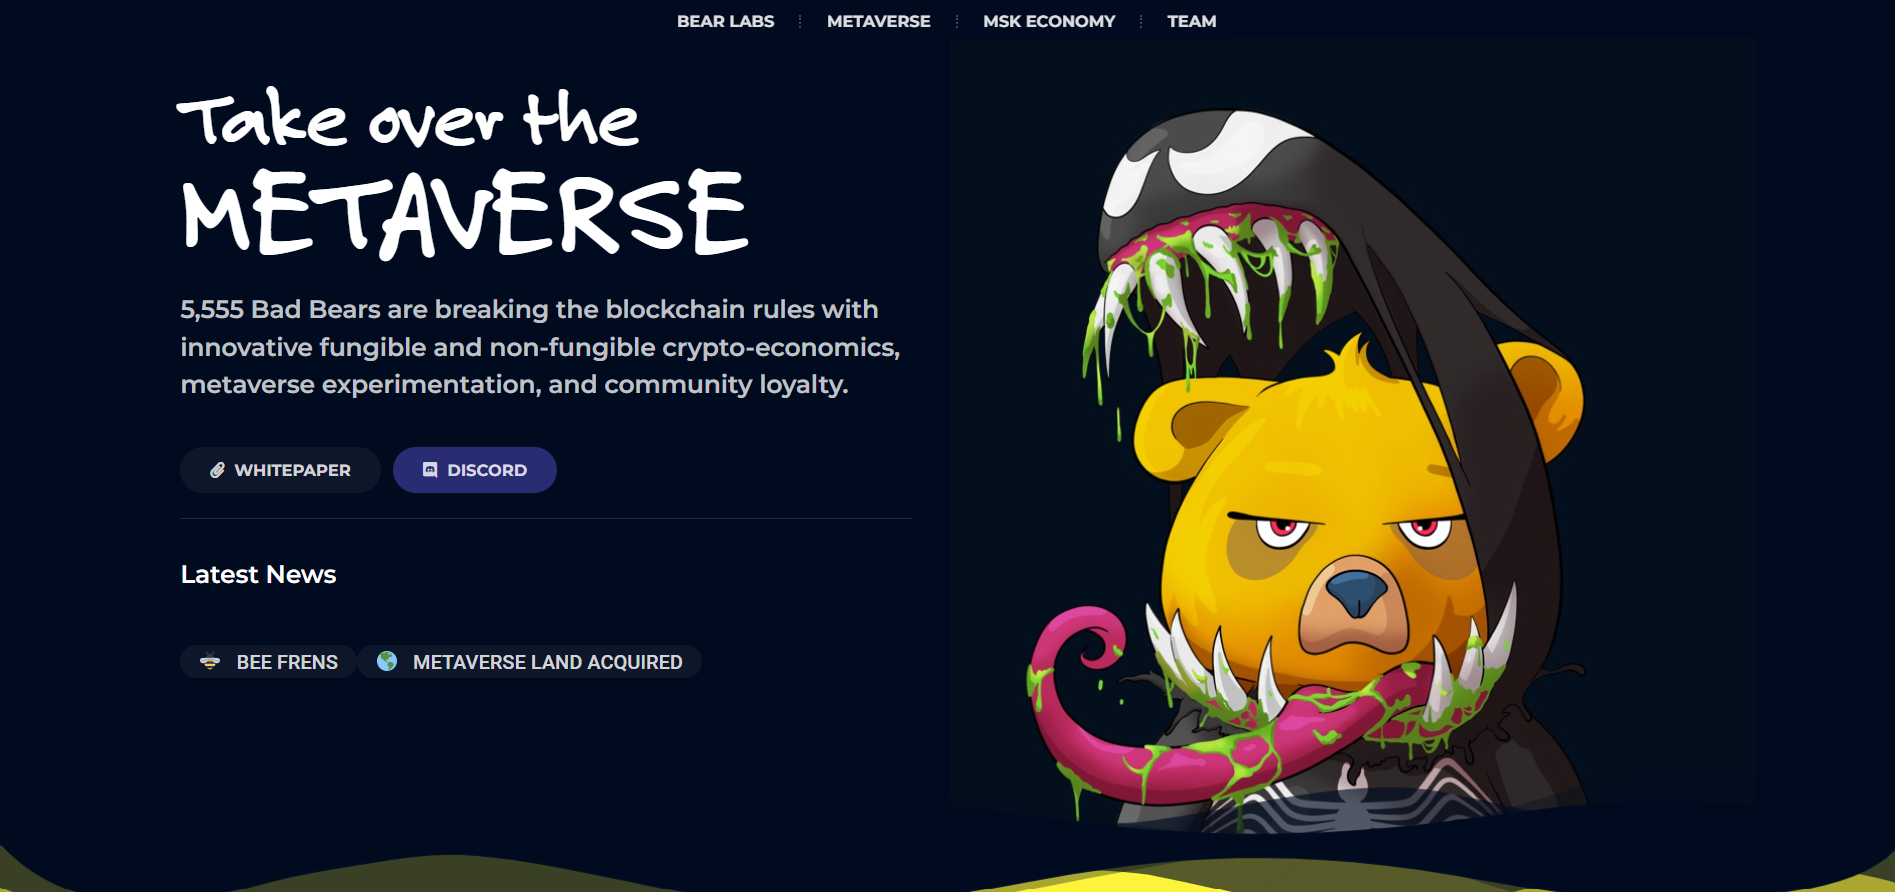 BEAR LABS
METAVERSE
MSK ECONOMY
TEAM
Take over the
METAVERSE
5,555 Bad Bears are breaking the blockchain rules with
innovative fungible and non-fungible crypto-economics,
metaverse experimentation, and community loyalty.
WHITEPAPER
DISCORD
Latest News
BEE FRENS
METAVERSE LAND ACQUIRED